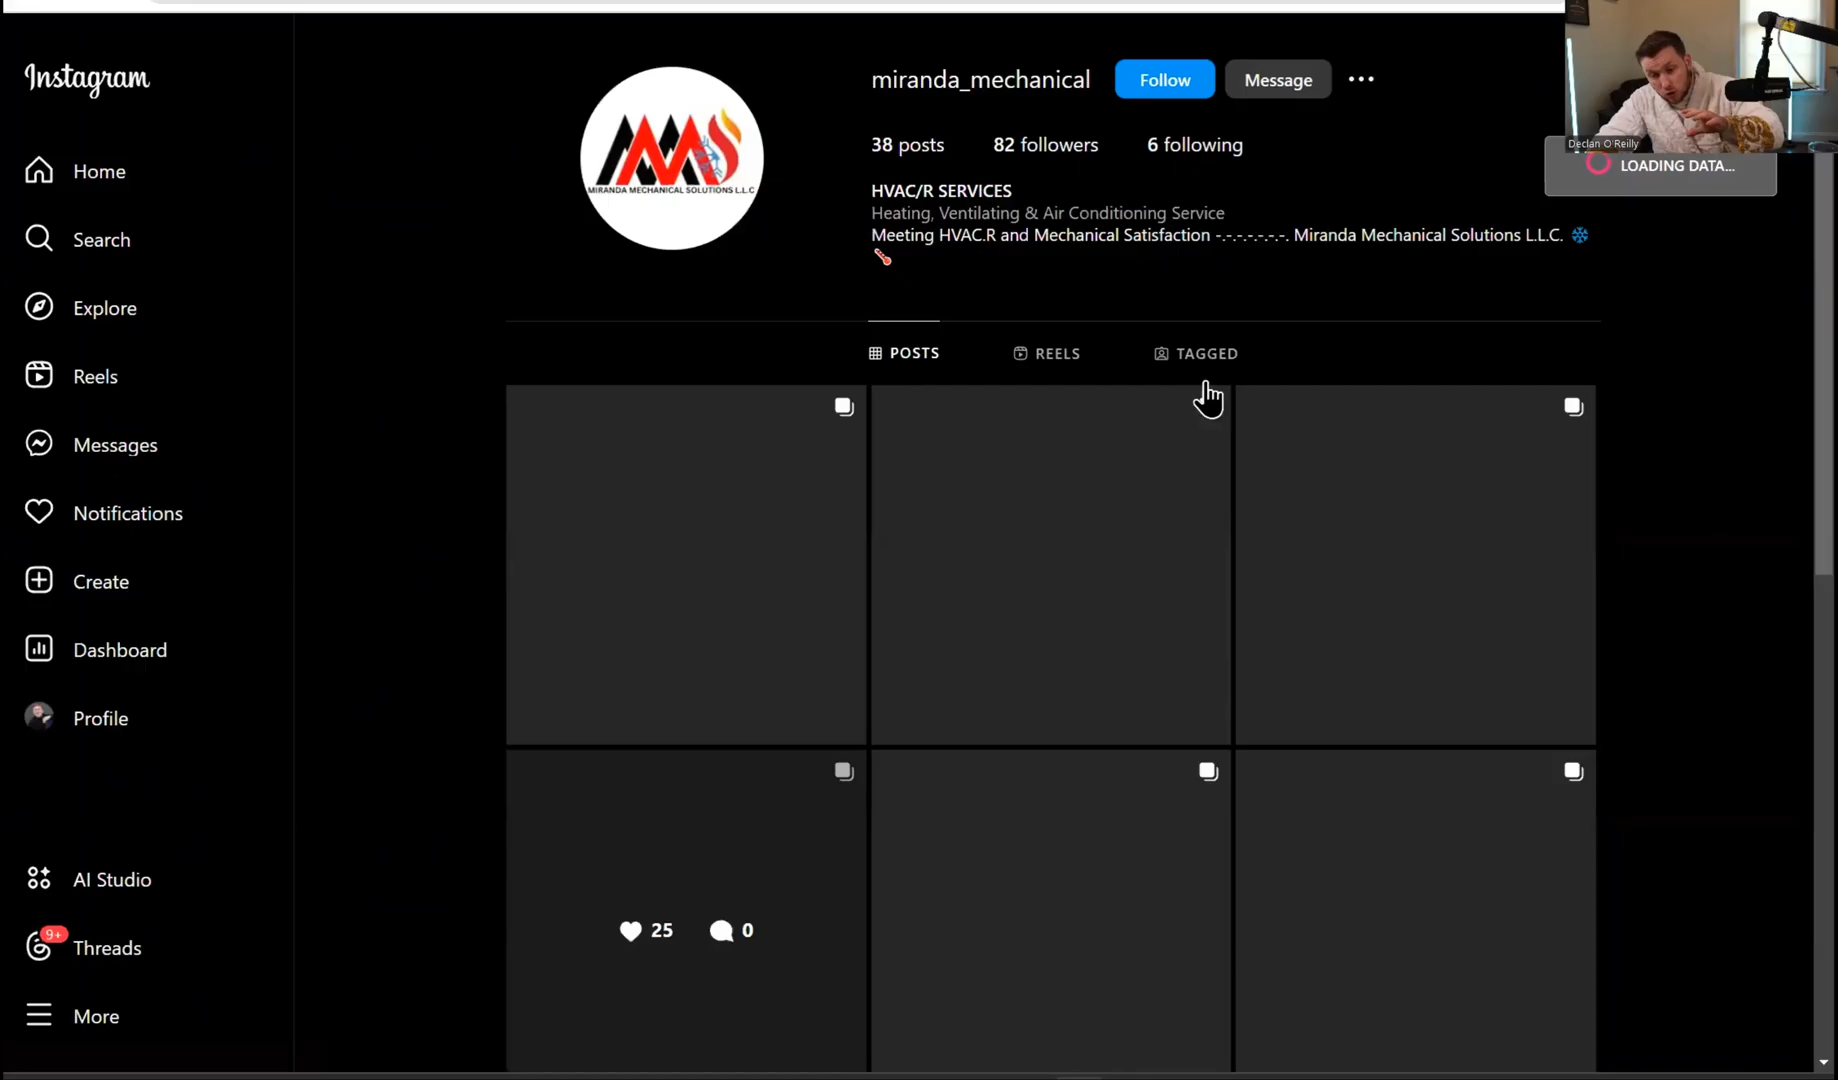 Instagram
Home
Search
Explore
Reels
Messages
Notifications
Create
Dashboard
Profile
AI Studio
9+
Threads
More
MIRANDA MECHANICAL SOLUTIONS L.L.C
miranda_mechanical
Follow
Message
38 posts
82 followers
6 following
HVAC/R SERVICES
Heating, Ventilating & Air Conditioning Service
Meeting HVAC.R and Mechanical Satisfaction -.-.-.-.-.-. Miranda Mechanical Solutions L.L.C. ❄️
🌡️
POSTS
REELS
TAGGED
25
0
Declan O'Reilly
LOADING DATA...